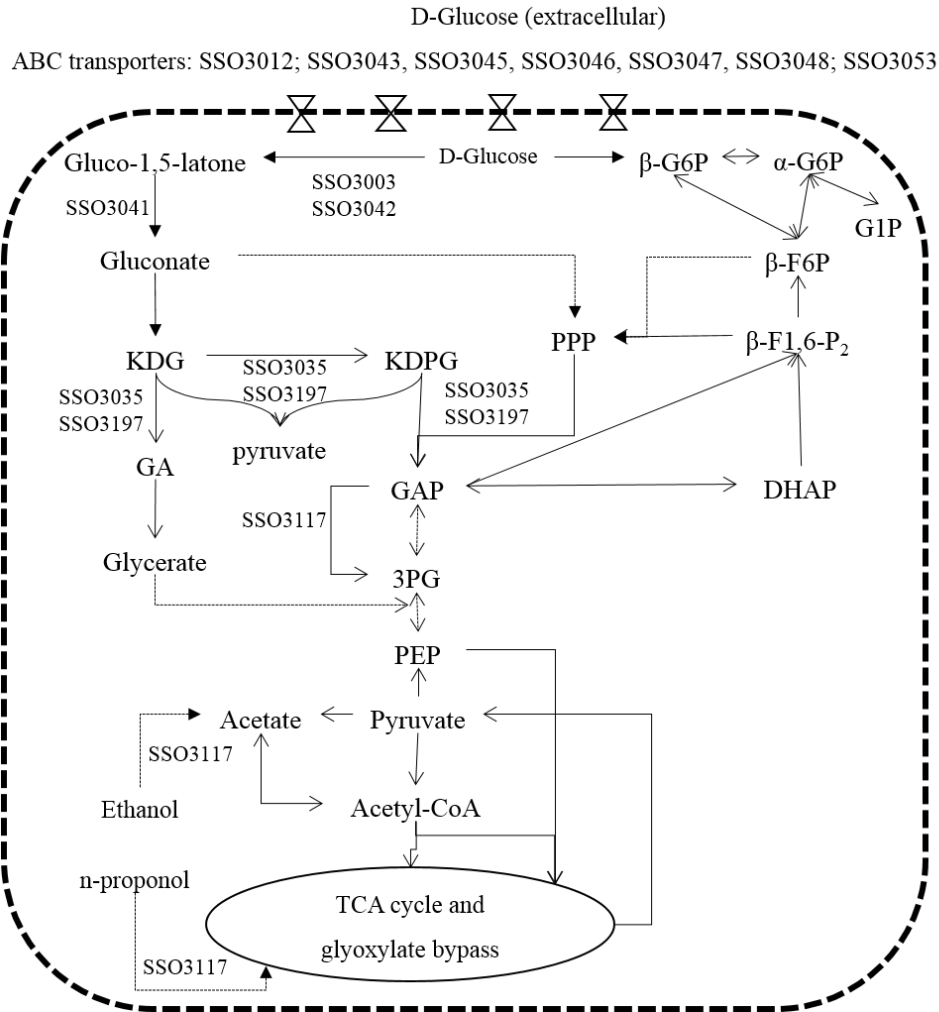 D-Glucose (extracellular)
ABC transporters: SSO3012; SSO3043, SSO3045, SSO3046, SSO3047, SSO3048; SSO3053
Gluco-1,5-latone
D-Glucose
β-G6P
α-G6P
SSO3003
SSO3042
SSO3041
G1P
Gluconate
β-F6P
PPP
β-F1,6-P2
KDG
KDPG
SSO3035
SSO3197
SSO3035
SSO3197
SSO3035
SSO3197
pyruvate
GA
GAP
DHAP
SSO3117
Glycerate
3PG
PEP
Acetate
Pyruvate
SSO3117
Ethanol
Acetyl-CoA
n-proponol
TCA cycle and
glyoxylate bypass
SSO3117